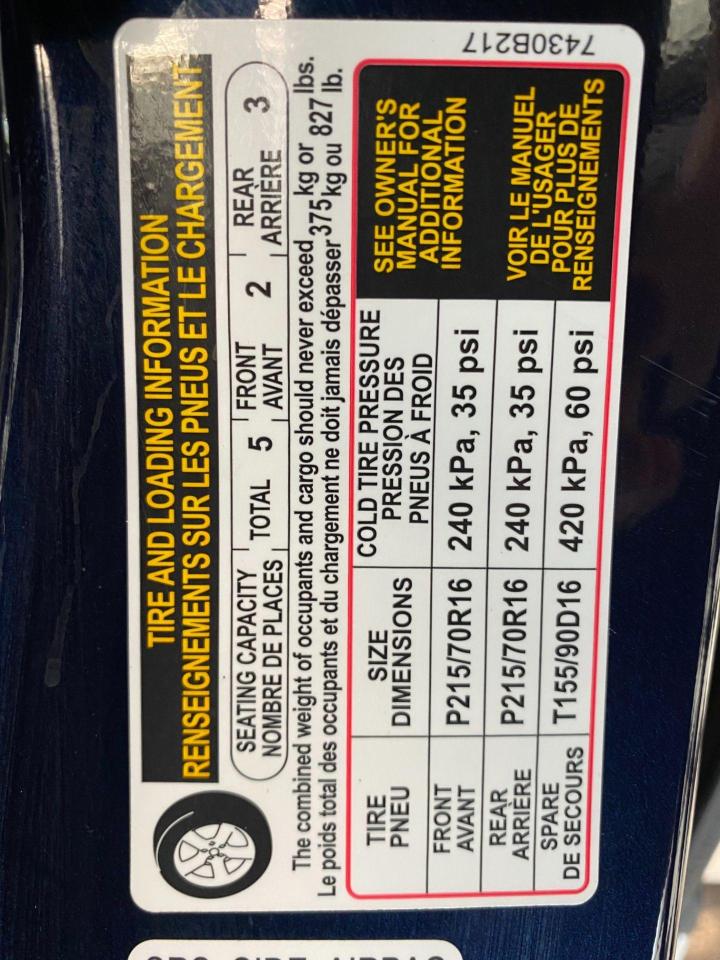 TIRE AND LOADING INFORMATION
RENSEIGNEMENTS SUR LES PNEUS ET LE CHARGEMENT
SEATING CAPACITY
NOMBRE DE PLACES
TOTAL 5
FRONT
AVANT
2
REAR
ARRIÈRE
3
The combined weight of occupants and cargo should never exceed 375 kg or 827 lbs.
Le poids total des occupants et du chargement ne doit jamais dépasser 375 kg ou 827 lb.
TIRE
PNEU
SIZE
DIMENSIONS
COLD TIRE PRESSURE
PRESSION DES
PNEUS À FROID
FRONT
AVANT
P215/70R16
240 kPa, 35 psi
REAR
ARRIÈRE
P215/70R16
240 kPa, 35 psi
SPARE
DE SECOURS
T155/90D16
420 kPa, 60 psi
SEE OWNER'S
MANUAL FOR
ADDITIONAL
INFORMATION
VOIR LE MANUEL
DE L'USAGER
POUR PLUS DE
RENSEIGNEMENTS
7430B217